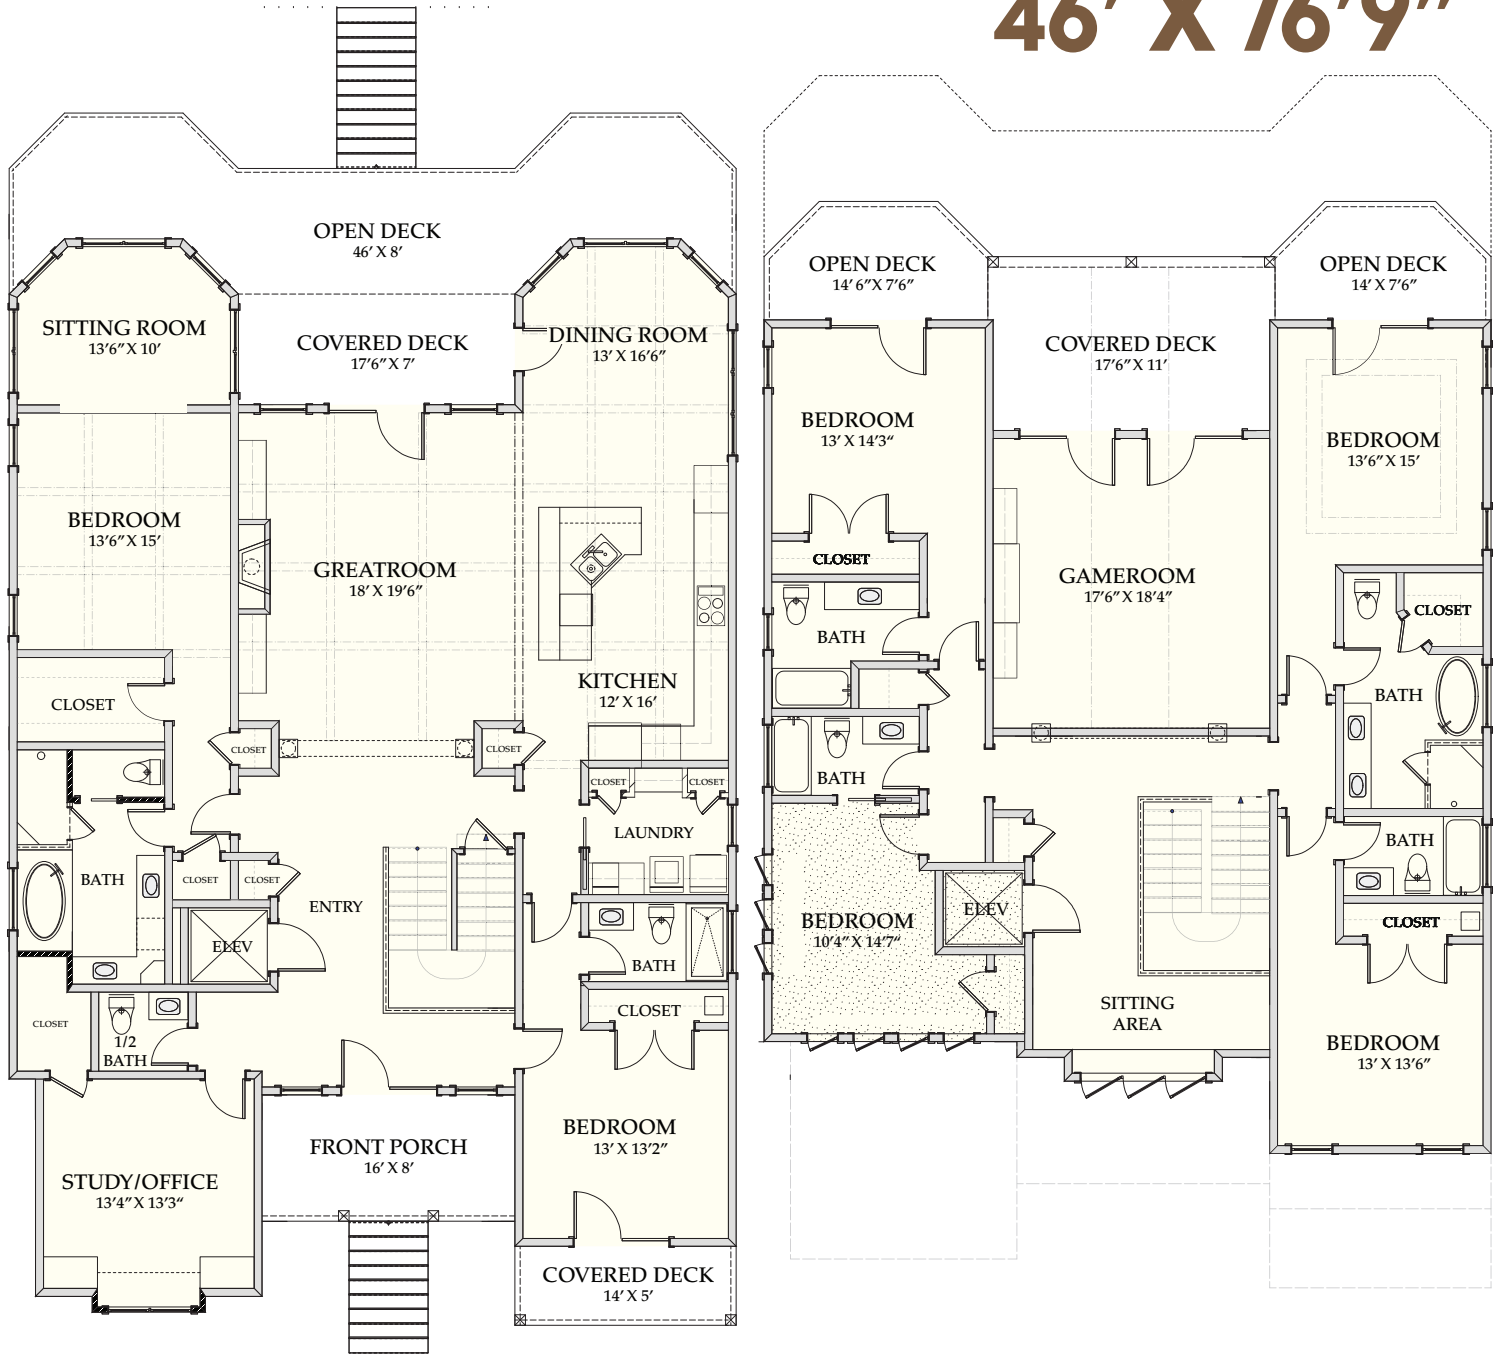 46' X 76'9"
OPEN DECK
46' X 8'
SITTING ROOM
13'6" X 10'
COVERED DECK
17'6" X 7'
DINING ROOM
13' X 16'6"
BEDROOM
13'6" X 15'
GREATROOM
18' X 19'6"
KITCHEN
12' X 16'
CLOSET
CLOSET
CLOSET
CLOSET
CLOSET
LAUNDRY
BATH
CLOSET
CLOSET
ENTRY
ELEV
BATH
CLOSET
CLOSET
1/2
BATH
BEDROOM
13' X 13'2"
FRONT PORCH
16' X 8'
STUDY/OFFICE
13'4" X 13'3"
COVERED DECK
14' X 5'
OPEN DECK
14' 6" X 7'6"
OPEN DECK
14' X 7'6"
COVERED DECK
17'6" X 11'
BEDROOM
13' X 14'3"
BEDROOM
13'6" X 15'
CLOSET
GAMEROOM
17'6" X 18'4"
CLOSET
BATH
BATH
BATH
BATH
BEDROOM
10'4" X 14'7"
ELEV
CLOSET
SITTING
AREA
BEDROOM
13' X 13'6"